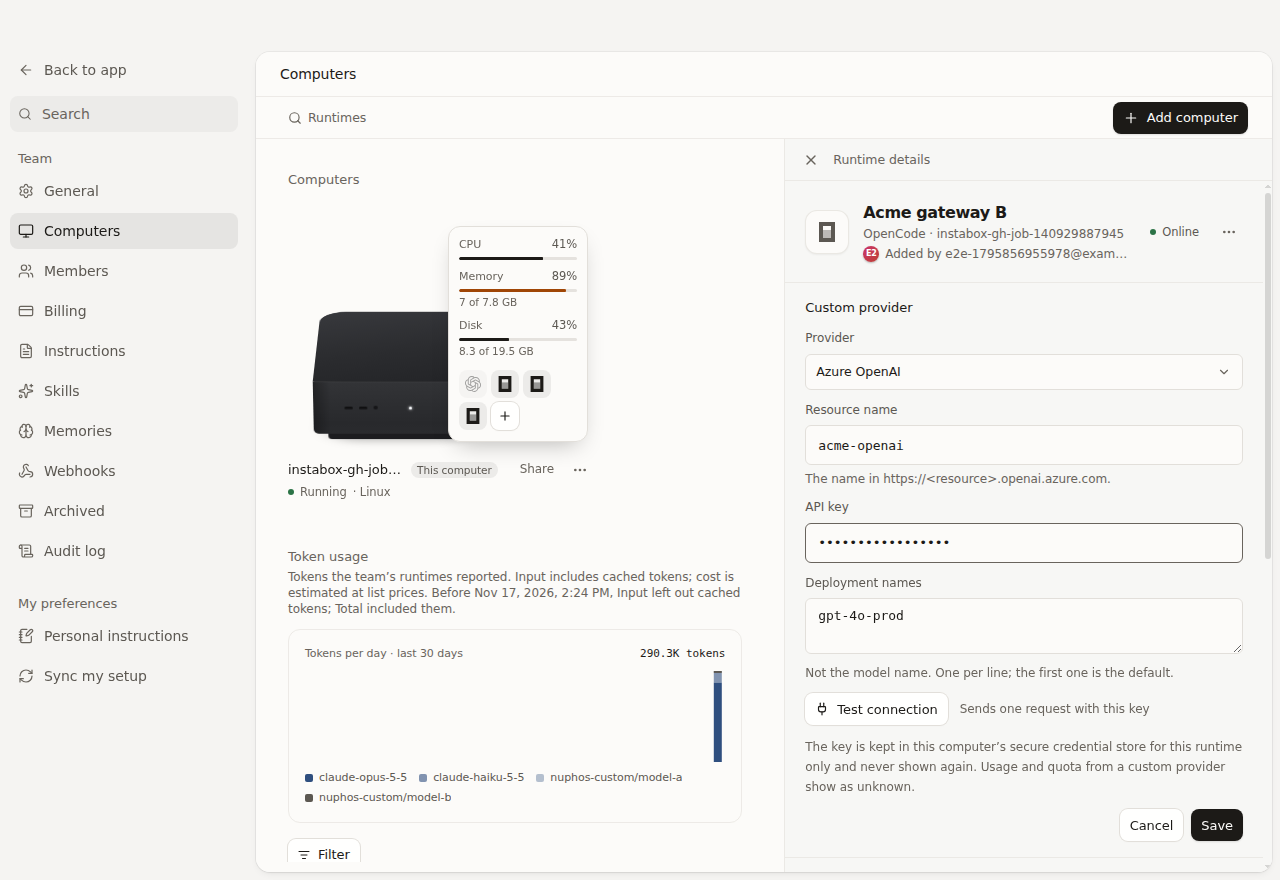 Back to app
Search
Team
General
Computers
Members
Billing
Instructions
Skills
Memories
Webhooks
Archived
Audit log
My preferences
Personal instructions
Sync my setup
Computers
Runtimes
Add computer
Computers
CPU 41%
Memory 89%
7 of 7.8 GB
Disk 43%
8.3 of 19.5 GB
instabox-gh-job… This computer Share
Running · Linux
Token usage
Tokens the team’s runtimes reported. Input includes cached tokens; cost is
estimated at list prices. Before Nov 17, 2026, 2:24 PM, Input left out cached
tokens; Total included them.
Tokens per day · last 30 days 290.3K tokens
claude-opus-5-5 claude-haiku-5-5 nuphos-custom/model-a
nuphos-custom/model-b
Filter
Runtime details
Acme gateway B
OpenCode · instabox-gh-job-140929887945
Online
E2 Added by e2e-1795856955978@exam…
Custom provider
Provider
Azure OpenAI
Resource name
acme-openai
The name in https://<resource>.openai.azure.com.
API key
•••••••••••••••••
Deployment names
gpt-4o-prod
Not the model name. One per line; the first one is the default.
Test connection Sends one request with this key
The key is kept in this computer’s secure credential store for this runtime
only and never shown again. Usage and quota from a custom provider
show as unknown.
Cancel Save